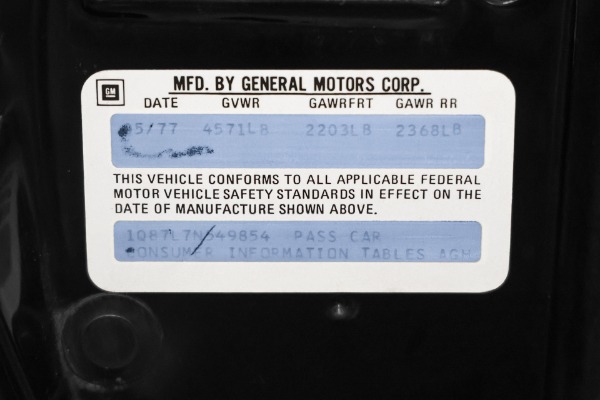 GM
MFD. BY GENERAL MOTORS CORP.
DATE GVWR GAWRFRT GAWR RR
05/77 4571LB 2203LB 2368LB
THIS VEHICLE CONFORMS TO ALL APPLICABLE FEDERAL
MOTOR VEHICLE SAFETY STANDARDS IN EFFECT ON THE
DATE OF MANUFACTURE SHOWN ABOVE.
1Q87L7N549854 PASS CAR
CONSUMER INFORMATION TABLES AGH